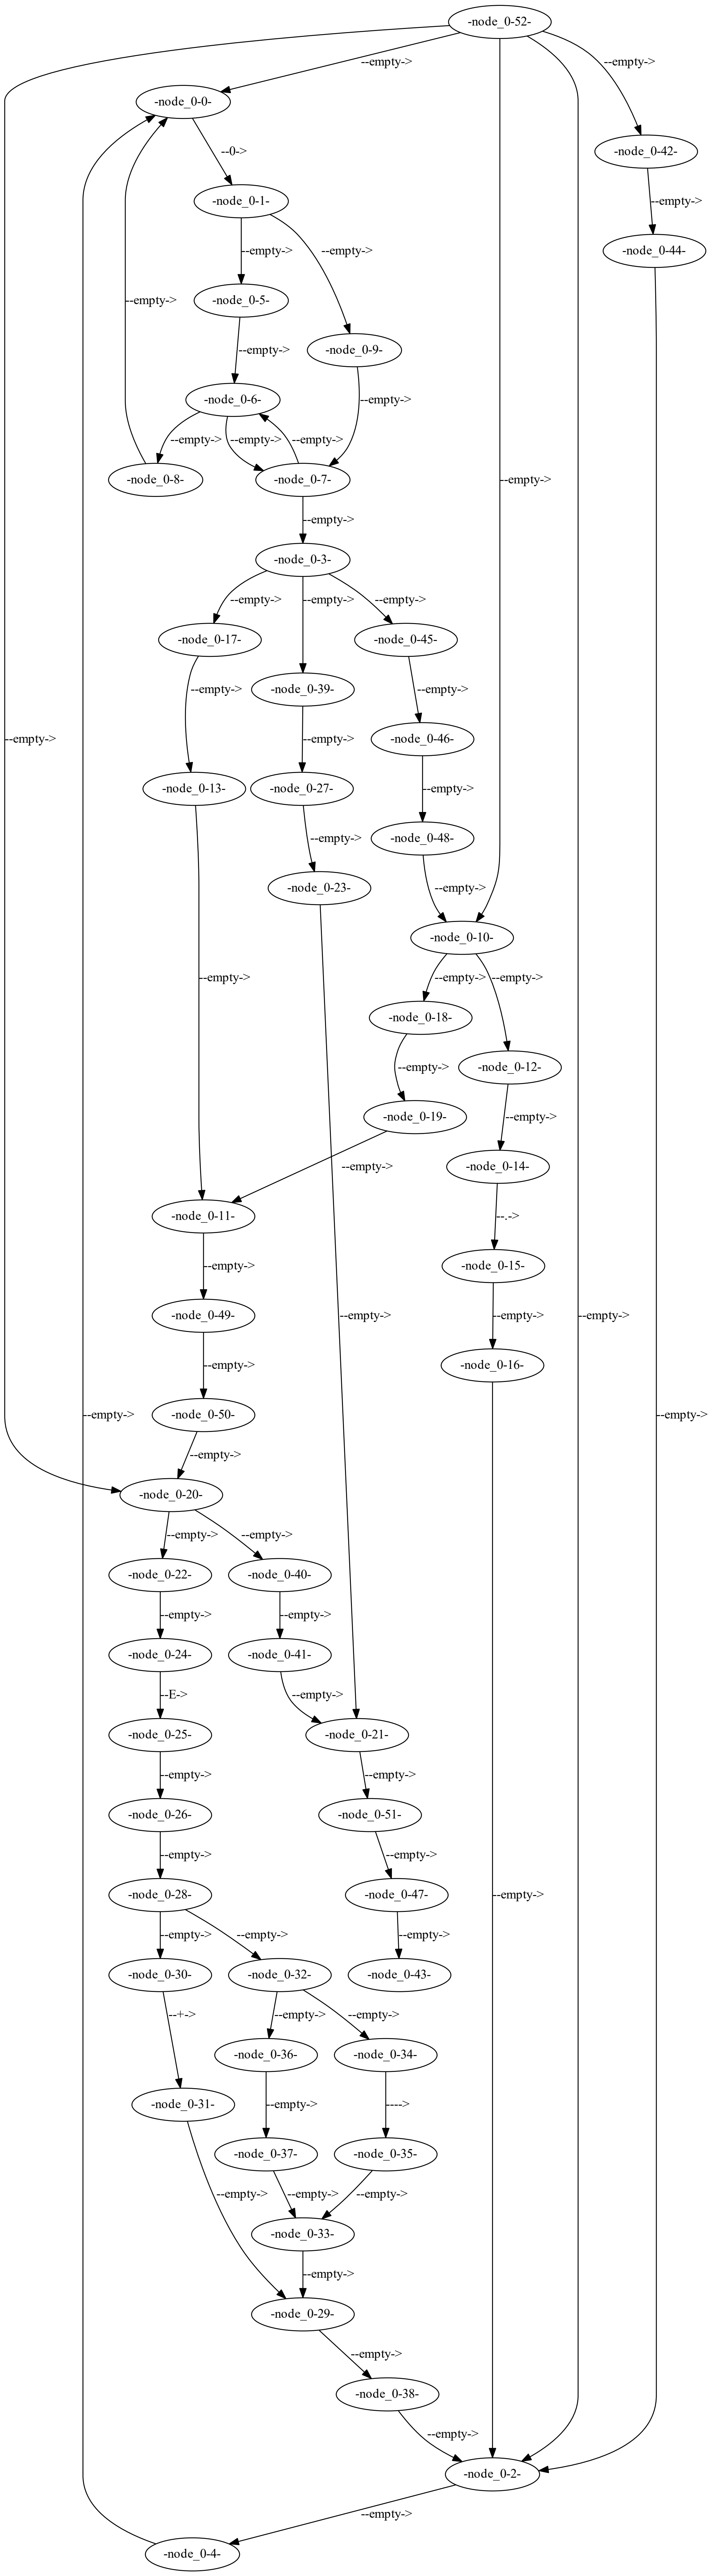 -node_0-52-
--empty->
--empty->
-node_0-0-
-node_0-42-
--0->
--empty->
-node_0-1-
-node_0-44-
--empty->
--empty->
-node_0-5-
--empty->
-node_0-9-
--empty->
--empty->
-node_0-6-
--empty->
--empty->
--empty->
-node_0-8-
-node_0-7-
--empty->
--empty->
-node_0-3-
--empty->
--empty->
--empty->
-node_0-17-
-node_0-45-
--empty->
-node_0-39-
--empty->
--empty->
--empty->
-node_0-46-
-node_0-13-
-node_0-27-
--empty->
--empty->
-node_0-48-
-node_0-23-
--empty->
-node_0-10-
--empty->
--empty->
--empty->
-node_0-18-
--empty->
-node_0-12-
-node_0-19-
--empty->
--empty->
-node_0-14-
-node_0-11-
--.->
--empty->
-node_0-15-
-node_0-49-
--empty->
--empty->
--empty->
--empty->
-node_0-16-
-node_0-50-
--empty->
--empty->
--empty->
-node_0-20-
--empty->
--empty->
-node_0-22-
-node_0-40-
--empty->
--empty->
-node_0-24-
-node_0-41-
--E->
--empty->
-node_0-25-
-node_0-21-
--empty->
--empty->
-node_0-26-
-node_0-51-
--empty->
--empty->
-node_0-28-
-node_0-47-
--empty->
--empty->
--empty->
--empty->
-node_0-30-
-node_0-32-
-node_0-43-
--+->
--empty->
--empty->
-node_0-36-
-node_0-34-
-node_0-31-
--empty->
---->
-node_0-37-
-node_0-35-
--empty->
--empty->
--empty->
-node_0-33-
--empty->
-node_0-29-
--empty->
-node_0-38-
--empty->
-node_0-2-
--empty->
-node_0-4-